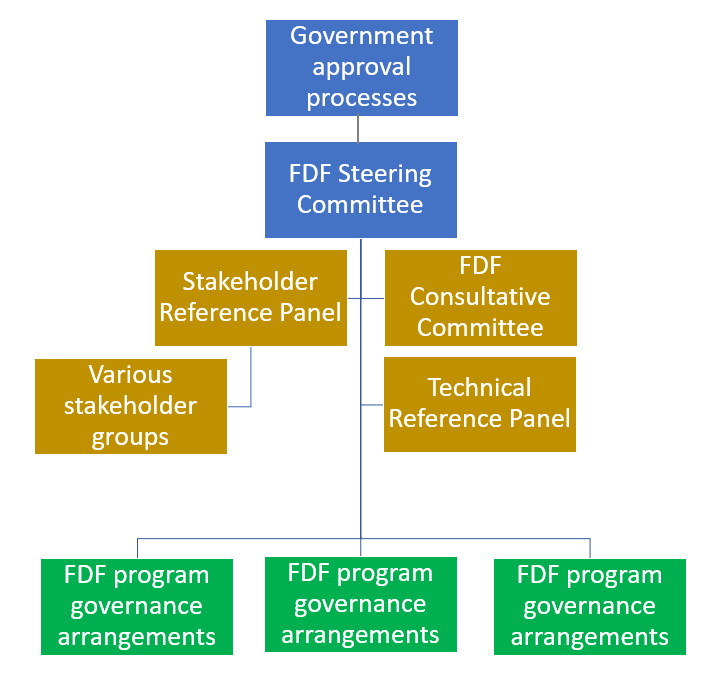 Government
approval
processes
FDF Steering
Committee
Stakeholder
Reference Panel
FDF
Consultative
Committee
Various
stakeholder
groups
Technical
Reference Panel
FDF program
governance
arrangements
FDF program
governance
arrangements
FDF program
governance
arrangements